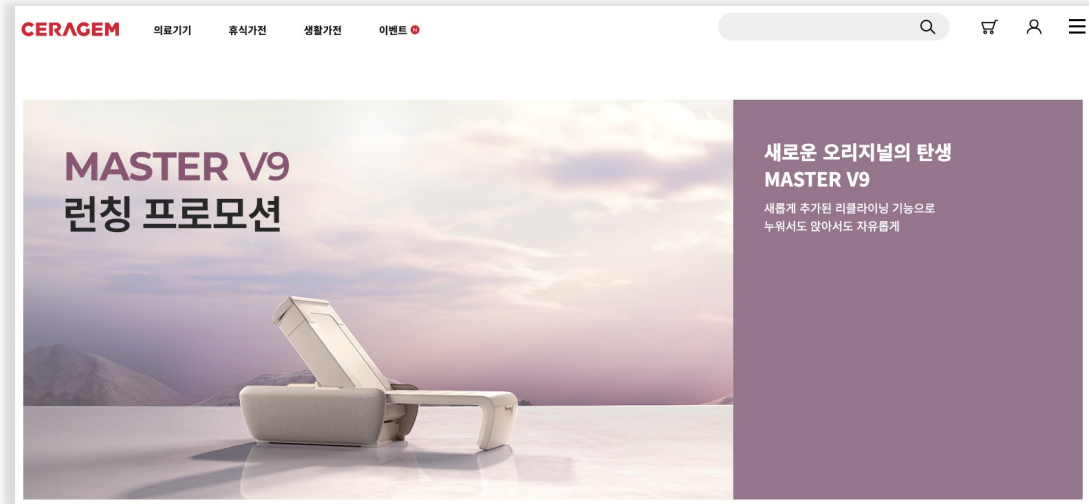 CERAGEM
의료기기
휴식가전
생활가전
이벤트 N
MASTER V9
런칭 프로모션
새로운 오리지널의 탄생
MASTER V9
새롭게 추가된 리클라이닝 기능으로
누워서도 앉아서도 자유롭게